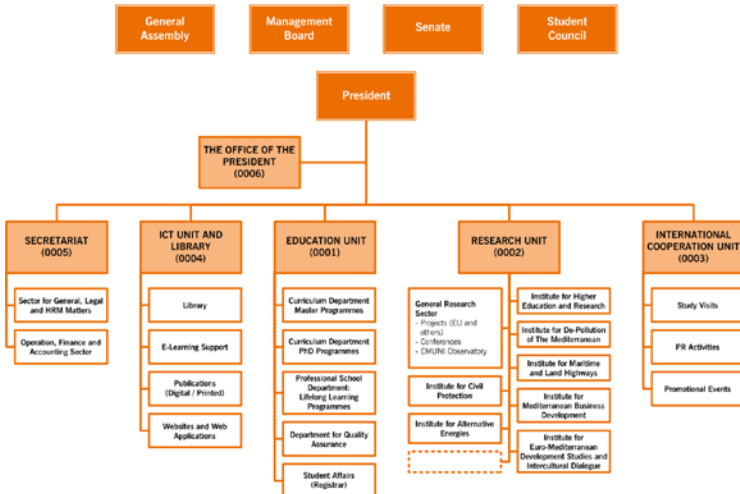 General
Assembly
Management
Board
Senate
Student
Council
President
THE OFFICE OF THE
PRESIDENT
(0006)
SECRETARIAT
(0005)
ICT UNIT AND
LIBRARY
(0004)
EDUCATION UNIT
(0001)
RESEARCH UNIT
(0002)
INTERNATIONAL
COOPERATION UNIT
(0003)
Sector for General, Legal
and HRM Matters
Operation, Finance and
Accounting Sector
Library
E-Learning Support
Publications
(Digital / Printed)
Websites and Web
Applications
Curriculum Department
Master Programmes
Curriculum Department
PhD Programmes
Professional School
Department:
Lifelong Learning
Programmes
Department for Quality
Assurance
Student Affairs
(Registrar)
General Research
Sector
- Projects (EU and
others)
- Conferences
- EMUNI Observatory
Institute for Civil
Protection
Institute for Alternative
Energies
Institute for Higher
Education and Research
Institute for De-Pollution
of The Mediterranean
Institute for Maritime
and Land Highways
Institute for
Mediterranean Business
Development
Institute for
Euro-Mediterranean
Development Studies and
Intercultural Dialogue
Study Visits
PR Activities
Promotional Events